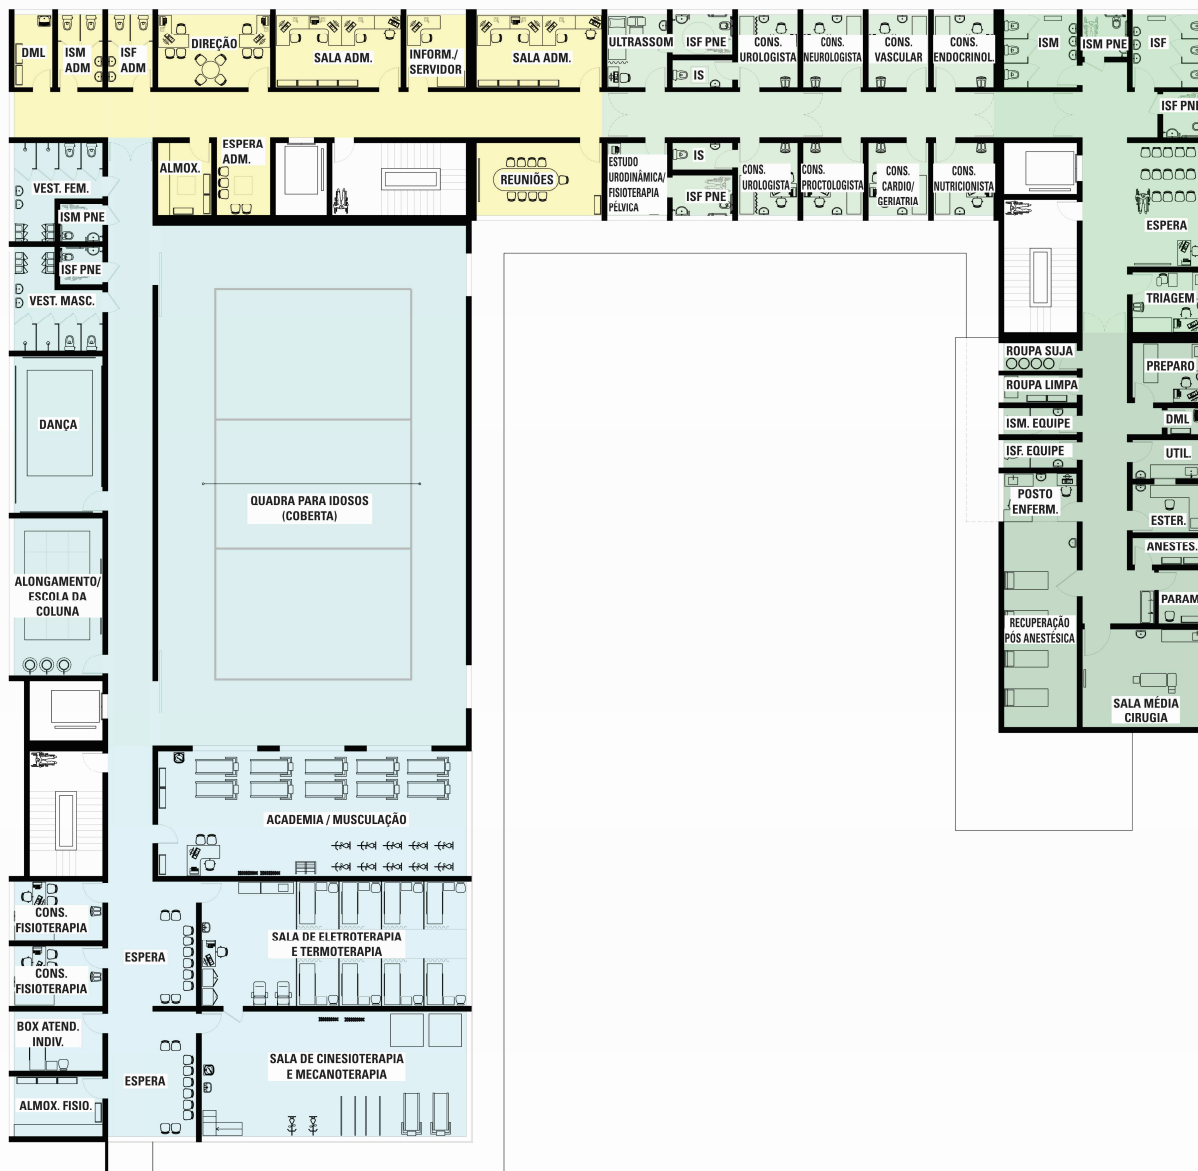 DML
ISM
ADM
ISF
ADM
DIREÇÃO
SALA ADM.
INFORM./
SERVIDOR
SALA ADM.
ULTRASSOM
ISF PNE
IS
CONS.
UROLOGISTA
CONS.
NEUROLOGISTA
CONS.
VASCULAR
CONS.
ENDOCRINOL.
ISM
ISM PNE
ISF
ISF PNE
ALMOX.
ESPERA
ADM.
REUNIÕES
ESTUDO
URODINÂMICA/
FISIOTERAPIA
PÉLVICA
IS
ISF PNE
CONS.
UROLOGISTA
CONS.
PROCTOLOGISTA
CONS.
CARDIO/
GERIATRIA
CONS.
NUTRICIONISTA
ESPERA
VEST. FEM.
ISM PNE
ISF PNE
VEST. MASC.
TRIAGEM
ROUPA SUJA
ROUPA LIMPA
ISM. EQUIPE
ISF. EQUIPE
PREPARO
DML
UTIL.
DANÇA
QUADRA PARA IDOSOS
(COBERTA)
POSTO
ENFERM.
ESTER.
ANESTES.
PARAM
ALONGAMENTO/
ESCOLA DA
COLUNA
RECUPERAÇÃO
PÓS ANESTÉSICA
SALA MÉDIA
CIRUGIA
ACADEMIA / MUSCULAÇÃO
CONS.
FISIOTERAPIA
CONS.
FISIOTERAPIA
ESPERA
SALA DE ELETROTERAPIA
E TERMOTERAPIA
BOX ATEND.
INDIV.
ESPERA
SALA DE CINESIOTERAPIA
E MECANOTERAPIA
ALMOX. FISIO.